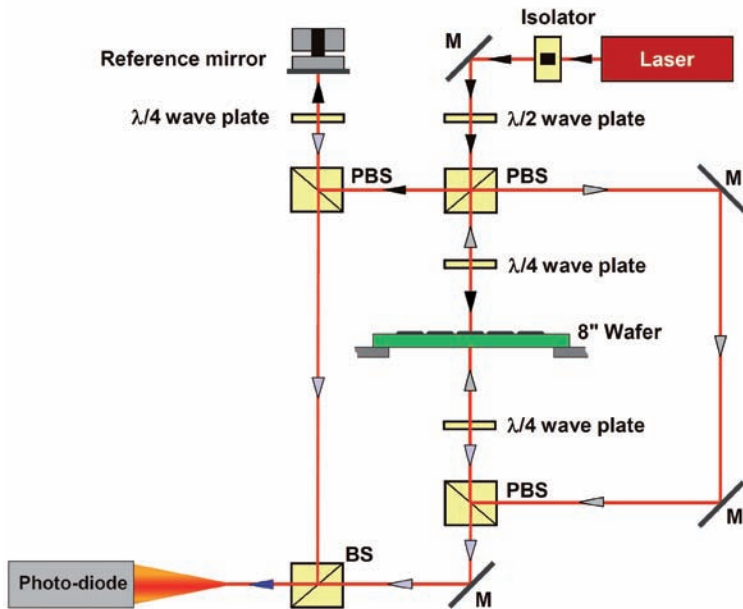 Isolator
M
Reference mirror
Laser
λ/4 wave plate
λ/2 wave plate
PBS
PBS
M
λ/4 wave plate
8" Wafer
λ/4 wave plate
PBS
M
BS
Photo-diode
M